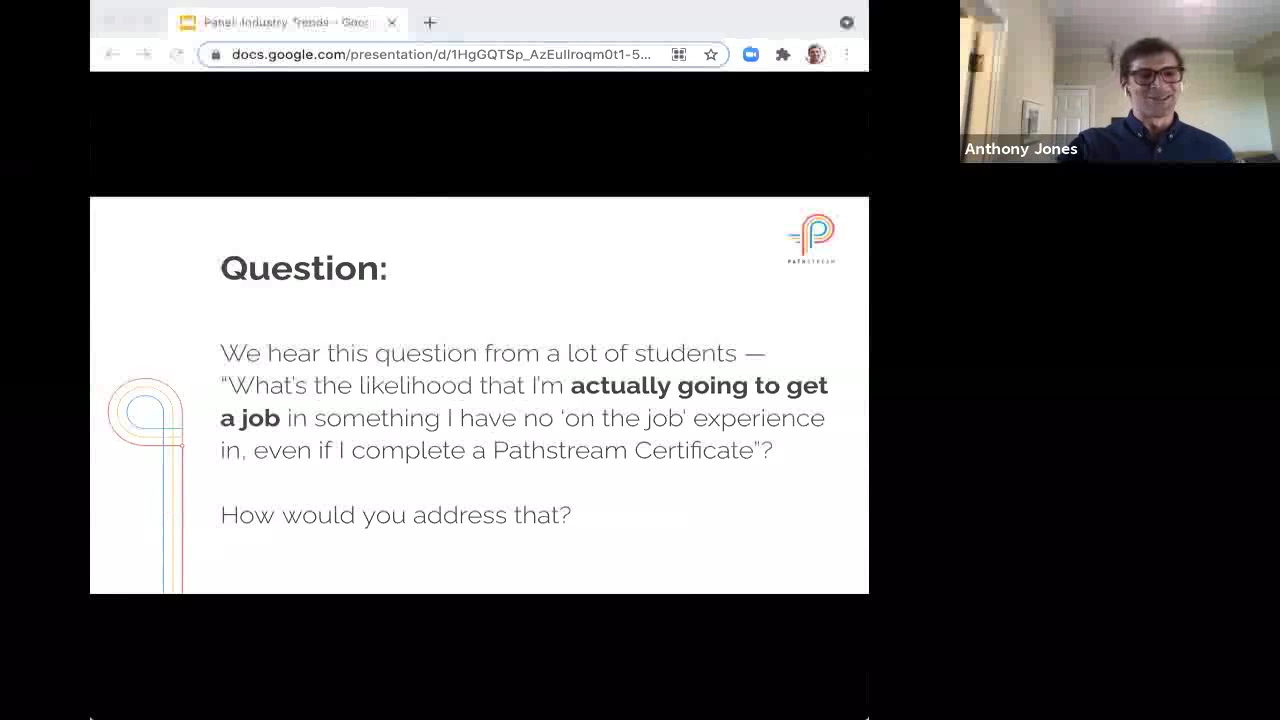 Panel Industry Trends - Goo
docs.google.com/presentation/d/1HgGQTSp_AzEulIroqm0t1-5...
Anthony Jones
PATHSTREAM
Question:
We hear this question from a lot of students —
“What's the likelihood that I'm actually going to get
a job in something I have no 'on the job' experience
in, even if I complete a Pathstream Certificate”?
How would you address that?